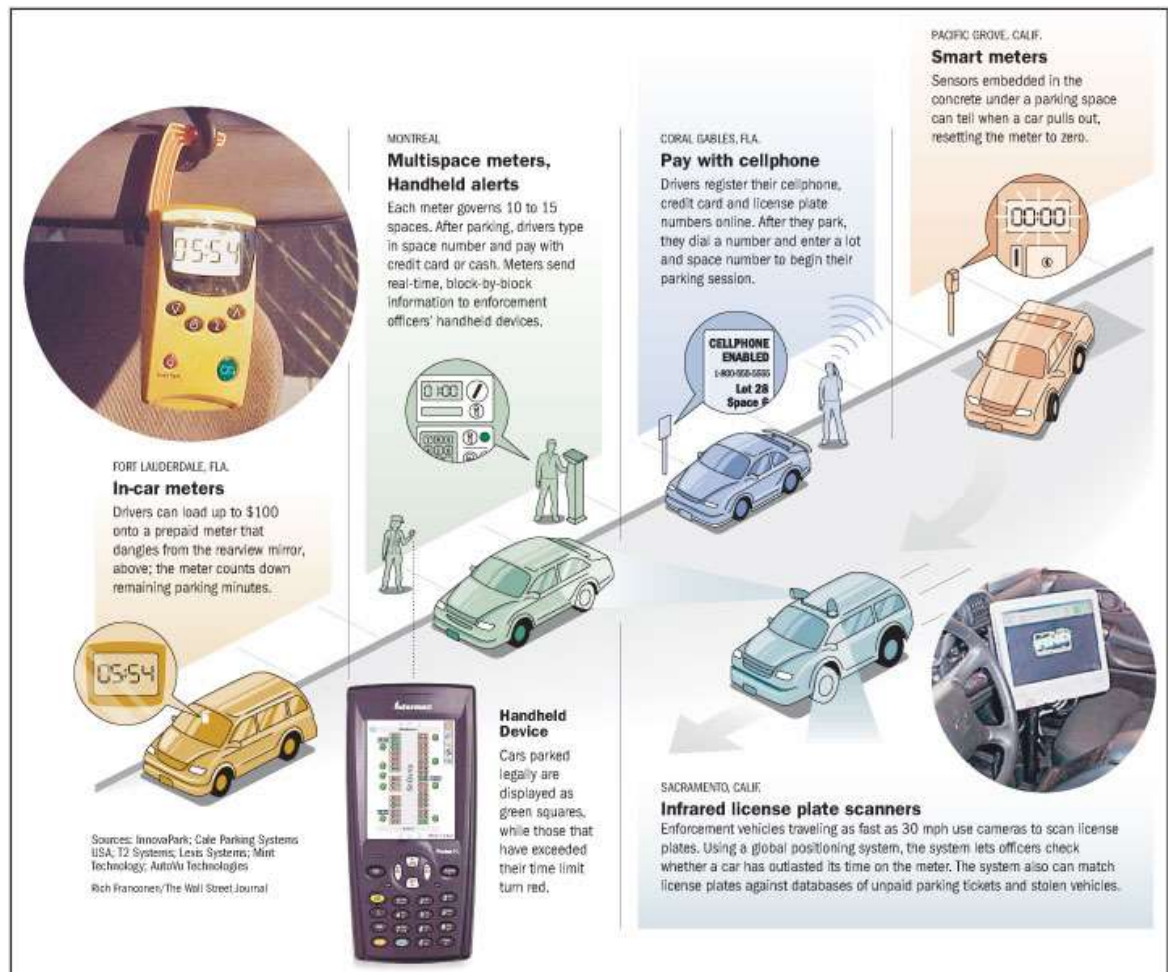 PACIFIC GROVE, CALIF.
Smart meters
Sensors embedded in the
concrete under a parking space
can tell when a car pulls out,
resetting the meter to zero.
00:00
MONTREAL
Multispace meters,
Handheld alerts
Each meter governs 10 to 15
spaces. After parking, drivers type
in space number and pay with
credit card or cash. Meters send
real-time, block-by-block
information to enforcement
officers' handheld devices.
CORAL GABLES, FLA.
Pay with cellphone
Drivers register their cellphone,
credit card and license plate
numbers online. After they park,
they dial a number and enter a lot
and space number to begin their
parking session.
CELLPHONE
ENABLED
1-800-555-5555
Lot 28
Space 6
05:54
01:00
FORT LAUDERDALE, FLA.
In-car meters
Drivers can load up to $100
onto a prepaid meter that
dangles from the rearview mirror,
above; the meter counts down
remaining parking minutes.
05:54
Intermec
Handheld
Device
Cars parked
legally are
displayed as
green squares,
while those that
have exceeded
their time limit
turn red.
SACRAMENTO, CALIF.
Infrared license plate scanners
Enforcement vehicles traveling as fast as 30 mph use cameras to scan license
plates. Using a global positioning system, the system lets officers check
whether a car has outlasted its time on the meter. The system also can match
license plates against databases of unpaid parking tickets and stolen vehicles.
Sources: InnovaPark; Cale Parking Systems
USA; T2 Systems; Lexis Systems; Mint
Technology; AutoVu Technologies
Rich Franconeri/The Wall Street Journal